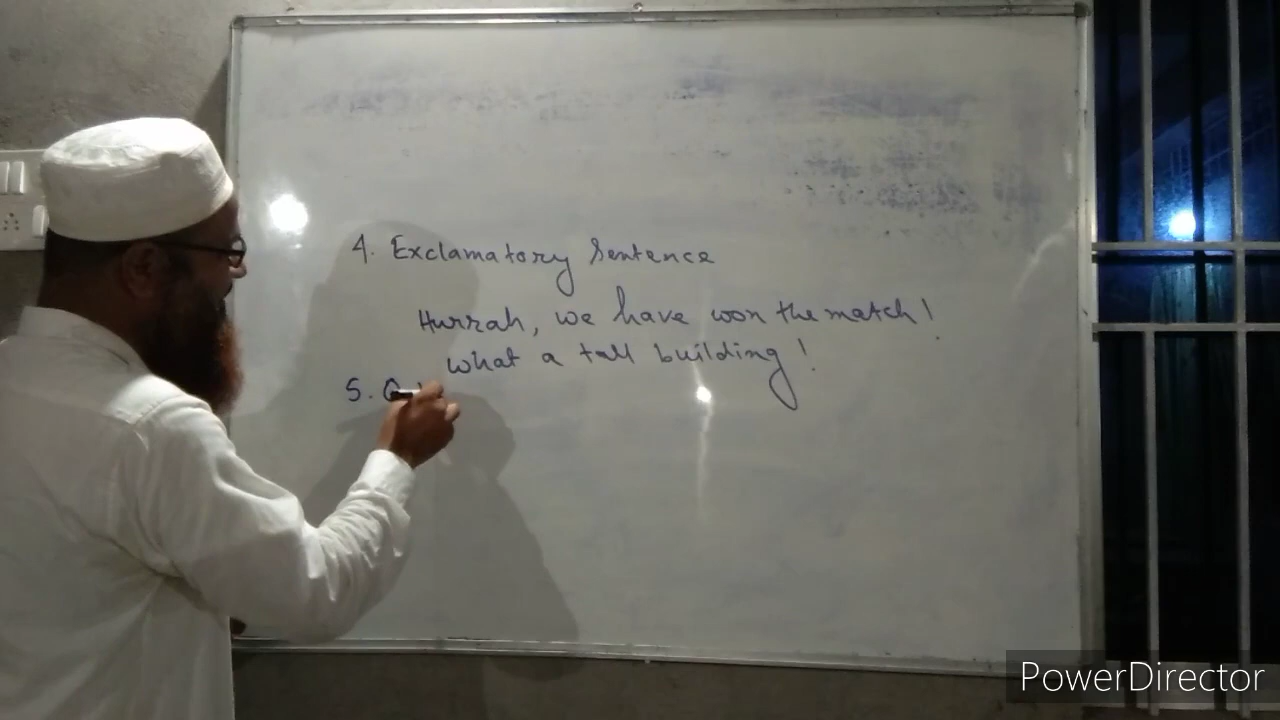 4. Exclamatory Sentence
Hurrah, we have won the match!
What a tall building!
5.
PowerDirector